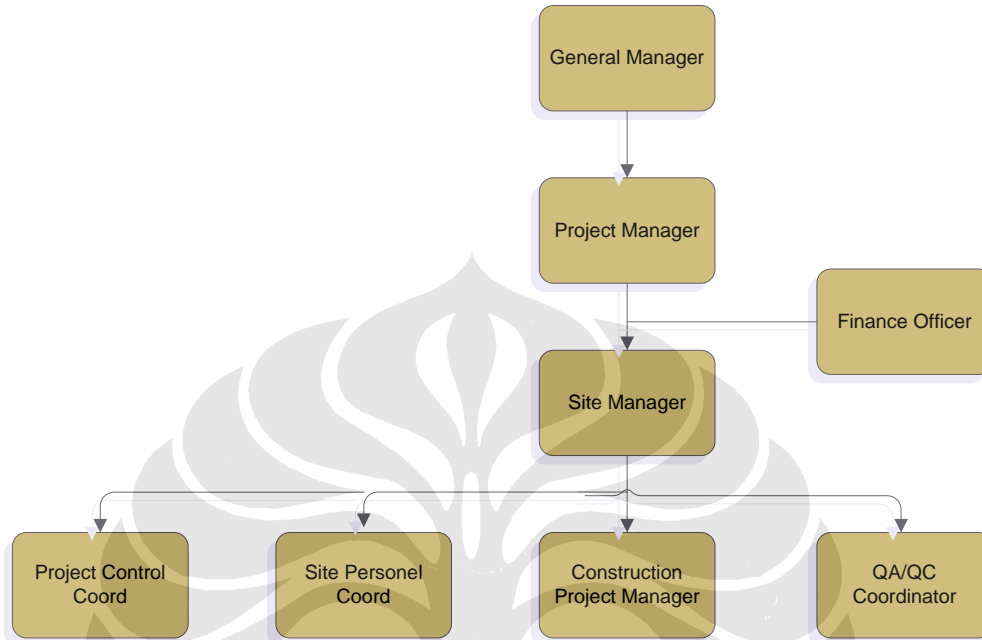 General Manager
Project Manager
Finance Officer
Site Manager
Project Control
Coord
Site Personel
Coord
Construction
Project Manager
QA/QC
Coordinator